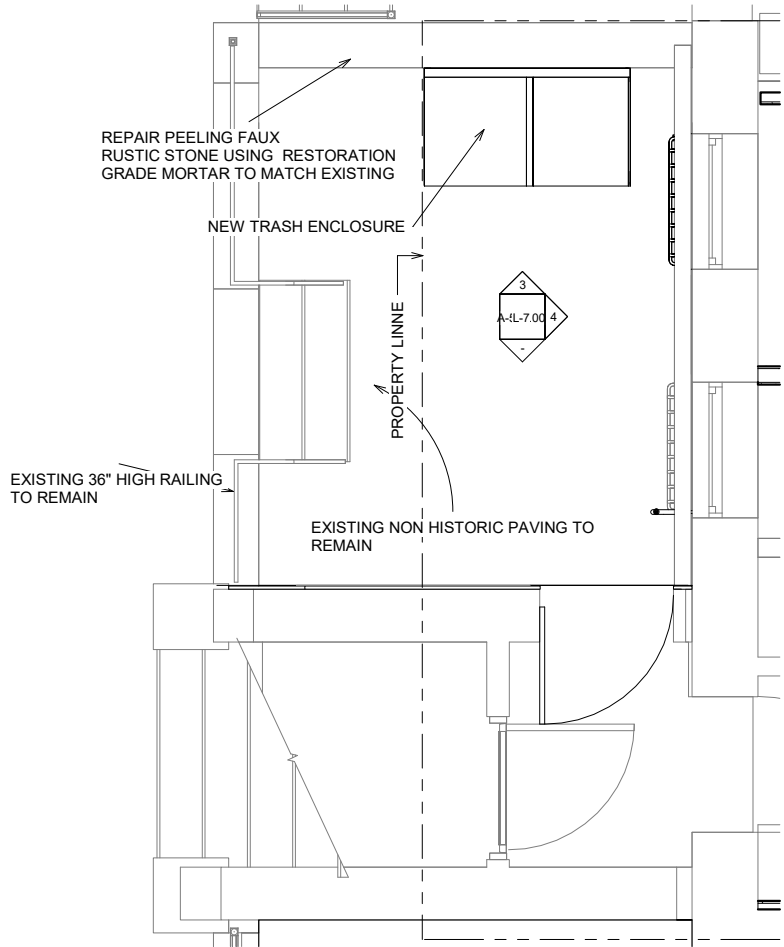 REPAIR PEELING FAUX
RUSTIC STONE USING RESTORATION
GRADE MORTAR TO MATCH EXISTING
NEW TRASH ENCLOSURE
PROPERTY LINNE
3
4
-
EXISTING 36" HIGH RAILING
TO REMAIN
EXISTING NON HISTORIC PAVING TO
REMAIN